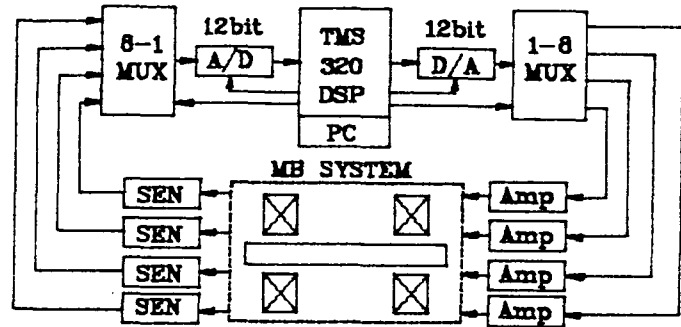 8-1
MUX
12bit
A/D
TMS
320
DSP
PC
12bit
D/A
1-8
MUX
MB SYSTEM
SEN
SEN
SEN
SEN
Amp
Amp
Amp
Amp